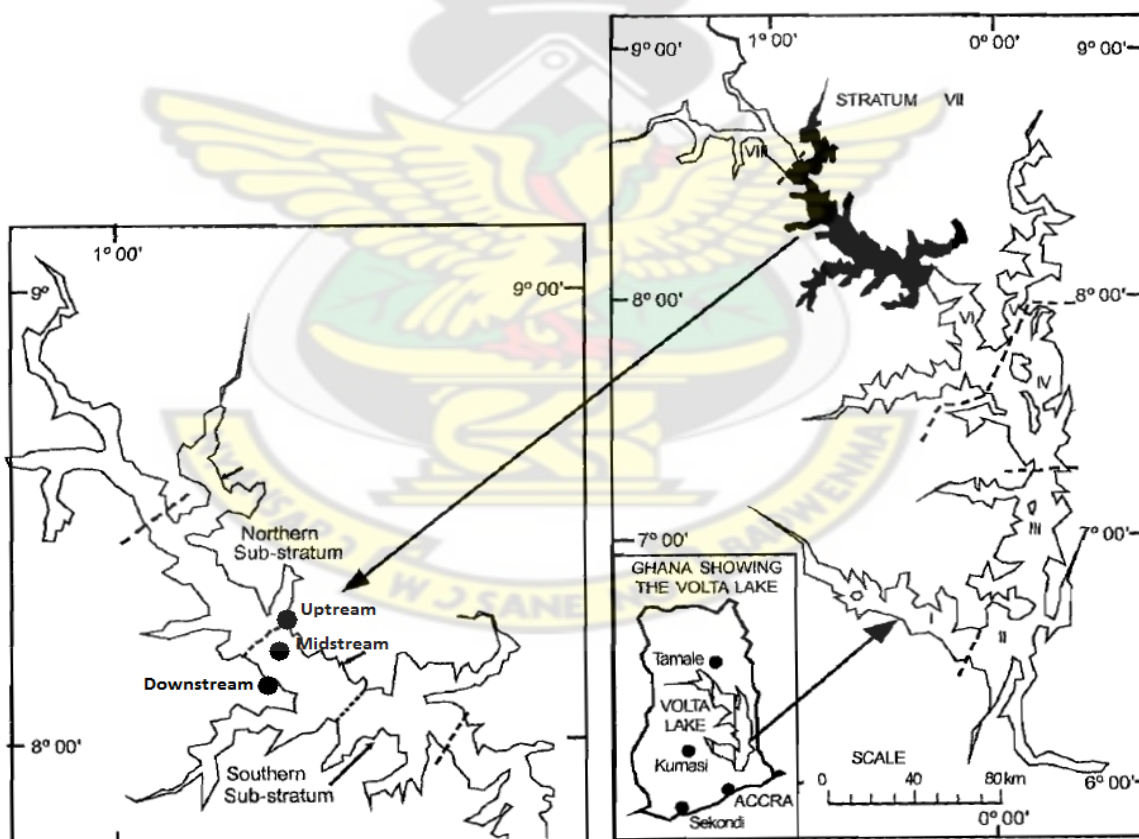 1° 00'
0° 00'
9° 00'
9° 00'
STRATUM VII
VIII
8° 00'
8° 00'
VI
IV
III
7° 00'
7° 00'
I
II
6° 00'
0° 00'
SCALE
0 40 80 km
GHANA SHOWING
THE VOLTA LAKE
Tamale
VOLTA
LAKE
Kumasi
ACCRA
Sekondi
1° 00'
9°
9° 00'
Northern
Sub-stratum
Uptream
Midstream
Downstream
8° 00'
Southern
Sub-stratum